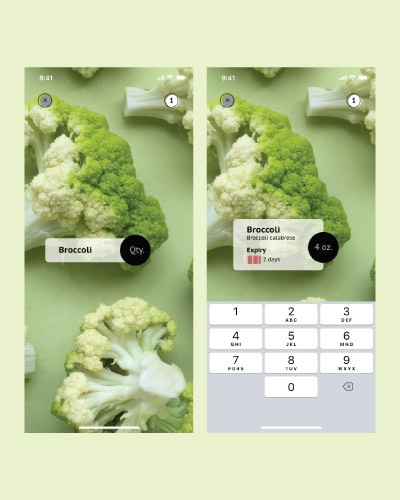 9:41
1
Broccoli
Qty.
9:41
1
Broccoli
Broccoli calabrese
Expiry
2 days
4 oz.
1
2
ABC
3
DEF
4
GHI
5
JKL
6
MNO
7
PQRS
8
TUV
9
WXYZ
0